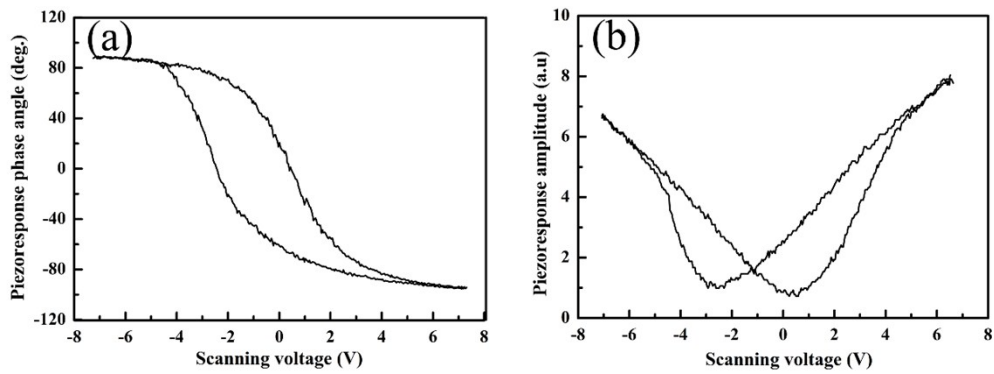 (a)
Piezoresponse phase angle (deg.)
120
80
40
0
-40
-80
-120
-8 -6 -4 -2 0 2 4 6 8
Scanning voltage (V)
(b)
Piezoresponse amplitude (a.u)
10
8
6
4
2
0
-8 -6 -4 -2 0 2 4 6 8
Scanning voltage (V)